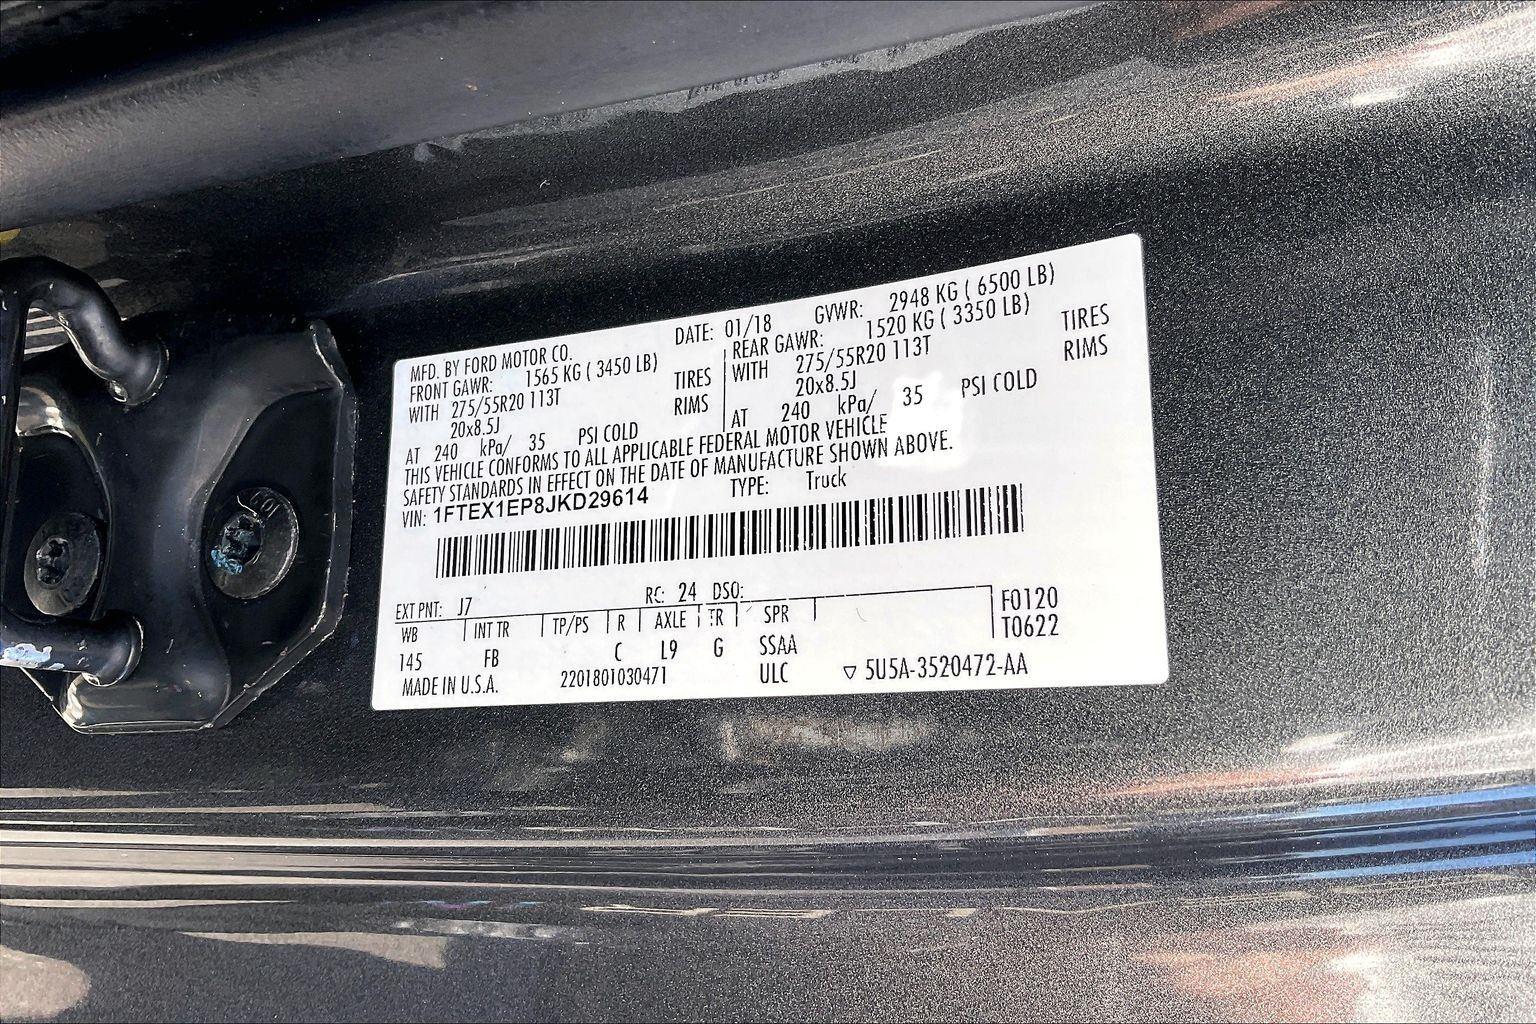 MFD. BY FORD MOTOR CO. DATE: 01/18 GVWR: 2948 KG ( 6500 LB)
FRONT GAWR: 1565 KG ( 3450 LB) REAR GAWR: 1520 KG ( 3350 LB)
WITH 275/55R20 113T TIRES WITH 275/55R20 113T TIRES
20x8.5J RIMS 20x8.5J RIMS
AT 240 kPa/ 35 PSI COLD AT 240 kPa/ 35 PSI COLD
THIS VEHICLE CONFORMS TO ALL APPLICABLE FEDERAL MOTOR VEHICLE
SAFETY STANDARDS IN EFFECT ON THE DATE OF MANUFACTURE SHOWN ABOVE.
VIN: 1FTEX1EP8JKD29614 TYPE: Truck
EXT PNT: J7 RC: 24 DSO: F0120
WB INT TR TP/PS R AXLE TR SPR T0622
145 FB C L9 G SSAA
MADE IN U.S.A. 2201801030471 ULC ▽ 5U5A-3520472-AA